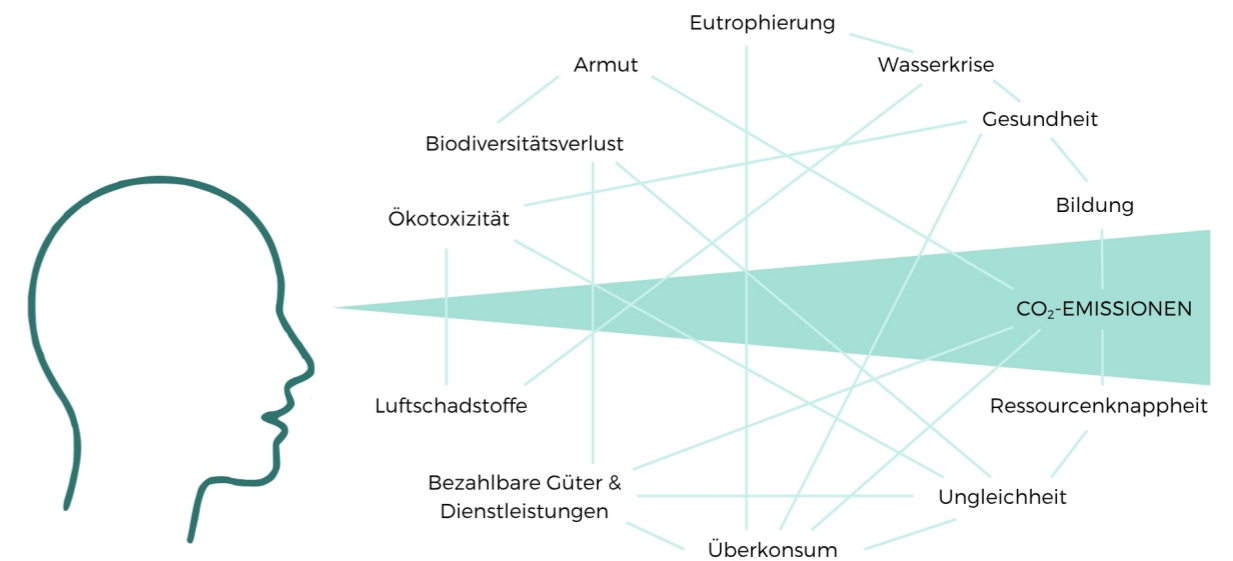 Eutrophierung
Armut
Wasserkrise
Gesundheit
Biodiversitätsverlust
Bildung
Ökotoxizität
CO₂-EMISSIONEN
Luftschadstoffe
Ressourcenknappheit
Bezahlbare Güter &
Dienstleistungen
Ungleichheit
Überkonsum